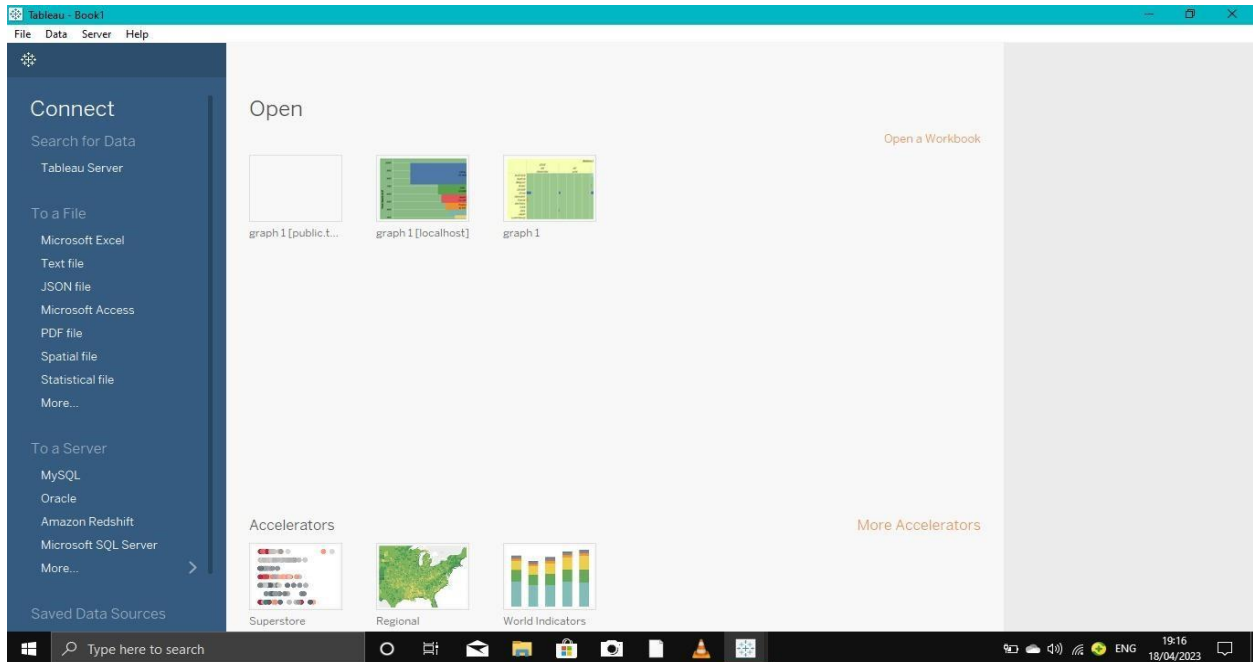 Tableau - Book1
File Data Server Help
Connect
Search for Data
Tableau Server
To a File
Microsoft Excel
Text file
JSON file
Microsoft Access
PDF file
Spatial file
Statistical file
More...
To a Server
MySQL
Oracle
Amazon Redshift
Microsoft SQL Server
More...
Saved Data Sources
Open
Open a Workbook
graph 1 [public.t...
graph 1 [localhost]
graph 1
Accelerators
More Accelerators
Superstore
Regional
World Indicators
Type here to search
ENG
19:16
18/04/2023